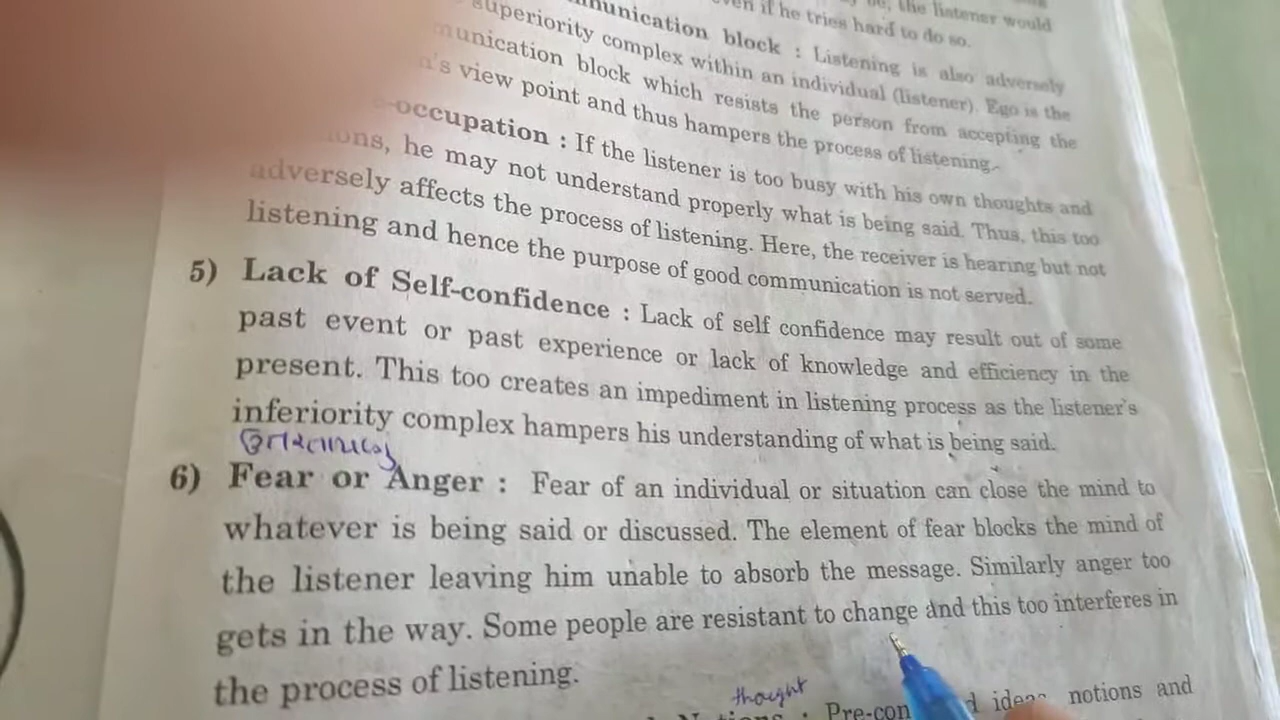 be, the listener would
even if he tries hard to do so.
block : Listening is also adversely
superiority complex within an individual (listener). Ego is the
block which resists the person from accepting the
view point and thus hampers the process of listening.
-occupation : If the listener is too busy with his own thoughts and
he may not understand properly what is being said. Thus, this too
adversely affects the process of listening. Here, the receiver is hearing but not
listening and hence the purpose of good communication is not served.
5) Lack of Self-confidence : Lack of self confidence may result out of some
past event or past experience or lack of knowledge and efficiency in the
present. This too creates an impediment in listening process as the listener's
inferiority complex hampers his understanding of what is being said.
6) Fear or Anger : Fear of an individual or situation can close the mind to
whatever is being said or discussed. The element of fear blocks the mind of
the listener leaving him unable to absorb the message. Similarly anger too
gets in the way. Some people are resistant to change and this too interferes in
the process of listening.
thought
: notions and